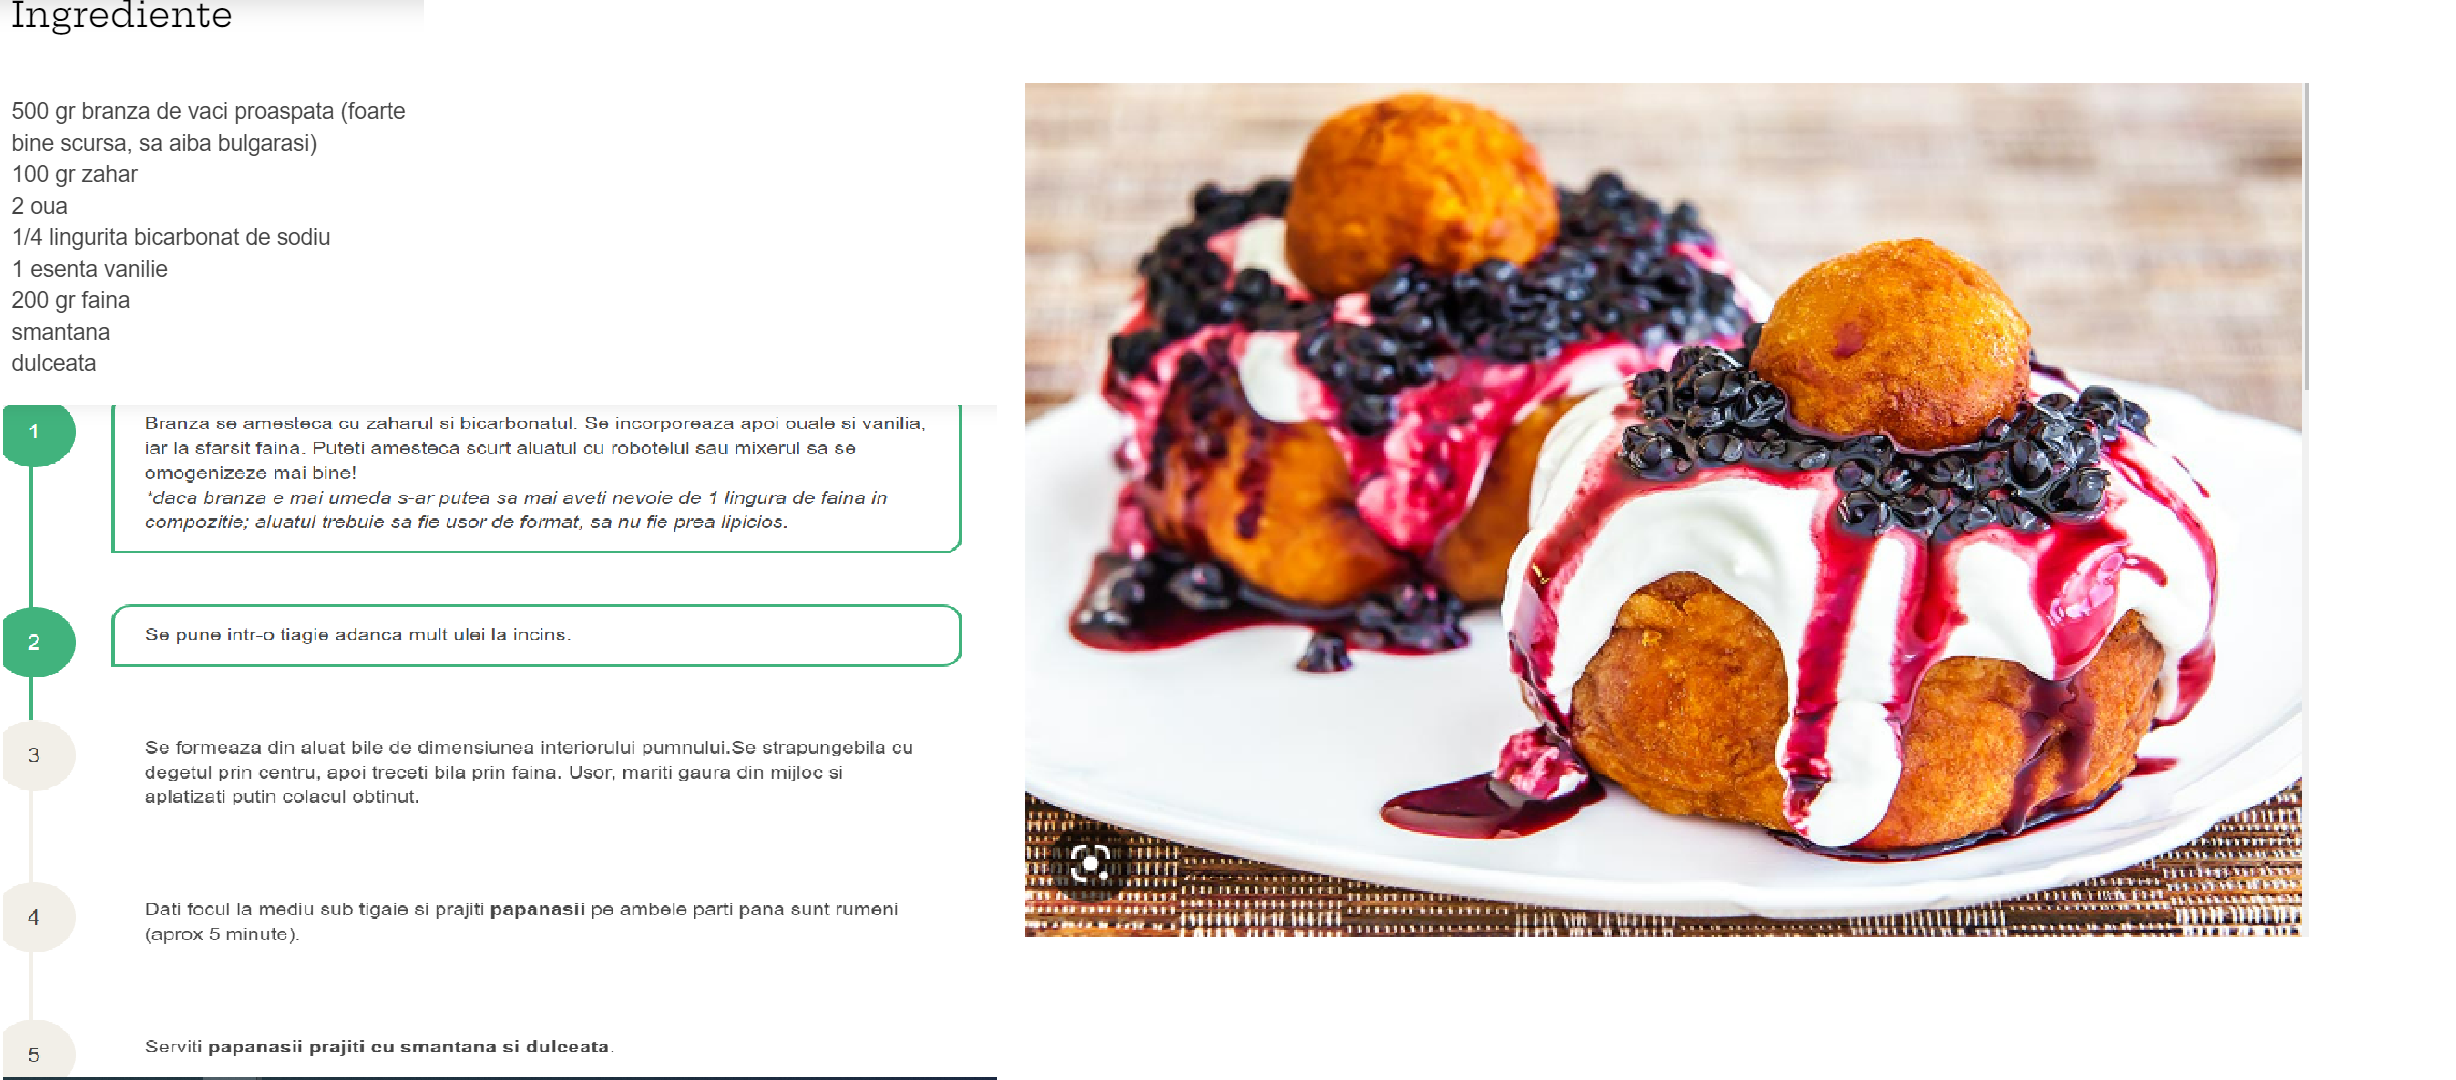 Ingrediente
500 gr branza de vaci proaspata (foarte
bine scursa, sa aiba bulgarasi)
100 gr zahar
2 oua
1/4 lingurita bicarbonat de sodiu
1 esenta vanilie
200 gr faina
smantana
dulceata
1
Branza se amesteca cu zaharul si bicarbonatul. Se incorporeaza apoi ouale si vanilia,
iar la sfarsit faina. Puteti amesteca scurt aluatul cu robotelul sau mixerul sa se
omogenizeze mai bine!
*daca branza e mai umeda s-ar putea sa mai aveti nevoie de 1 lingura de faina in
compozitie; aluatul trebuie sa fie usor de format, sa nu fie prea lipicios.
2
Se pune intr-o tiagie adanca mult ulei la incins.
3
Se formeaza din aluat bile de dimensiunea interiorului pumnului.Se strapungebila cu
degetul prin centru, apoi treceti bila prin faina. Usor, mariti gaura din mijloc si
aplatizati putin colacul obtinut.
4
Dati focul la mediu sub tigaie si prajiti papanasii pe ambele parti pana sunt rumeni
(aprox 5 minute).
5
Serviti papanasii prajiti cu smantana si dulceata.